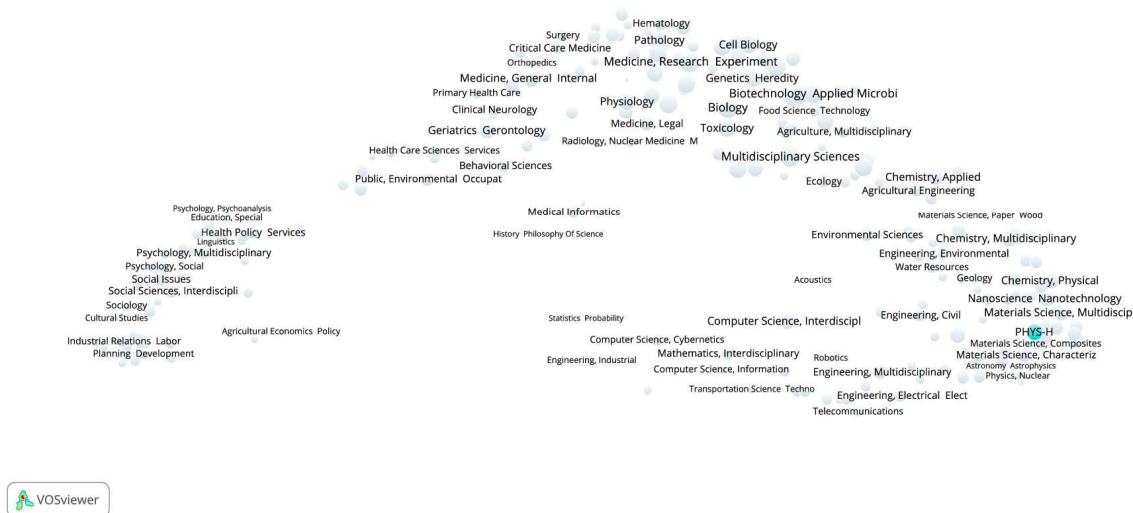 Hematology
Surgery
Pathology
Cell Biology
Critical Care Medicine
Orthopedics
Medicine, Research Experiment
Medicine, General Internal
Genetics Heredity
Primary Health Care
Biotechnology Applied Microbi
Physiology
Clinical Neurology
Biology
Food Science Technology
Medicine, Legal
Geriatrics Gerontology
Toxicology
Agriculture, Multidisciplinary
Radiology, Nuclear Medicine M
Health Care Sciences Services
Multidisciplinary Sciences
Behavioral Sciences
Public, Environmental Occupat
Ecology
Chemistry, Applied
Agricultural Engineering
Psychology, Psychoanalysis
Education, Special
Medical Informatics
Materials Science, Paper Wood
Health Policy Services
History Philosophy Of Science
Environmental Sciences
Chemistry, Multidisciplinary
Linguistics
Psychology, Multidisciplinary
Engineering, Environmental
Psychology, Social
Water Resources
Social Issues
Acoustics
Geology
Chemistry, Physical
Social Sciences, Interdiscipli
Nanoscience Nanotechnology
Sociology
Materials Science, Multidiscip
Cultural Studies
Statistics Probability
Computer Science, Interdiscipl
Engineering, Civil
Agricultural Economics Policy
PHYS-H
Industrial Relations Labor
Computer Science, Cybernetics
Materials Science, Composites
Planning Development
Mathematics, Interdisciplinary
Materials Science, Characteriz
Engineering, Industrial
Robotics
Computer Science, Information
Engineering, Multidisciplinary
Astronomy Astrophysics
Physics, Nuclear
Transportation Science Techno
Engineering, Electrical Elect
Telecommunications
VOSviewer